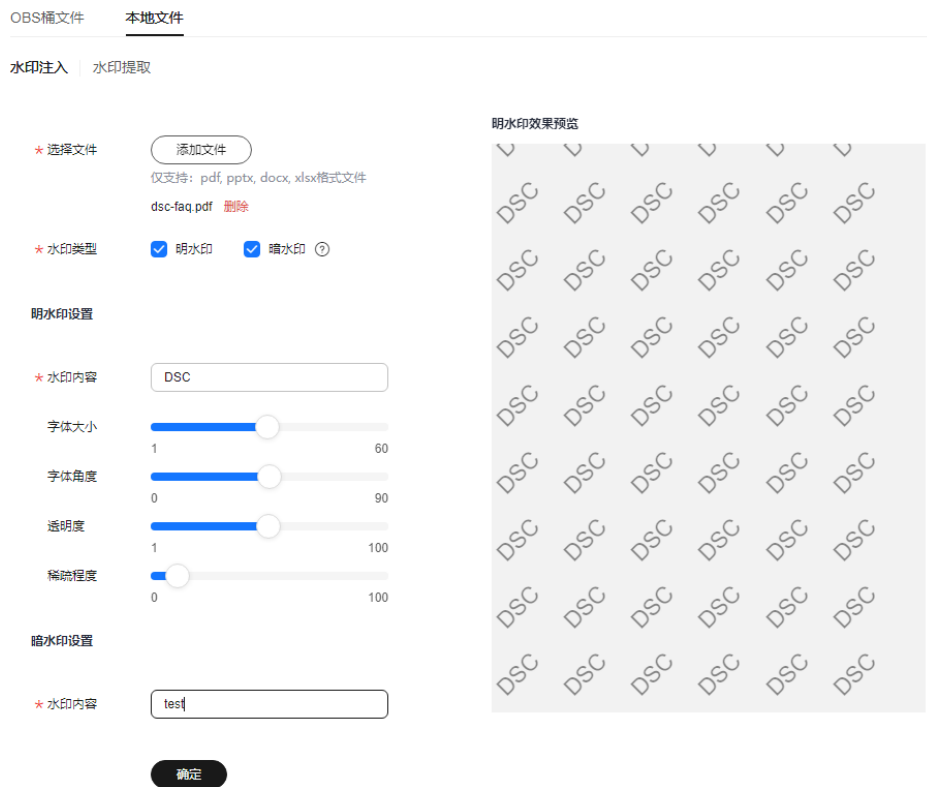 OBS桶文件 本地文件
水印注入 水印提取
* 选择文件 添加文件
仅支持：pdf, pptx, docx, xlsx格式文件
dsc-faq.pdf 删除
* 水印类型 明水印 暗水印 ?
明水印设置
* 水印内容 DSC
字体大小
1 60
字体角度
0 90
透明度
1 100
稀疏程度
0 100
暗水印设置
* 水印内容 test
确定
明水印效果预览
DSC DSC DSC DSC DSC DSC
DSC DSC DSC DSC DSC DSC
DSC DSC DSC DSC DSC DSC
DSC DSC DSC DSC DSC DSC
DSC DSC DSC DSC DSC DSC
DSC DSC DSC DSC DSC DSC
DSC DSC DSC DSC DSC DSC
DSC DSC DSC DSC DSC DSC